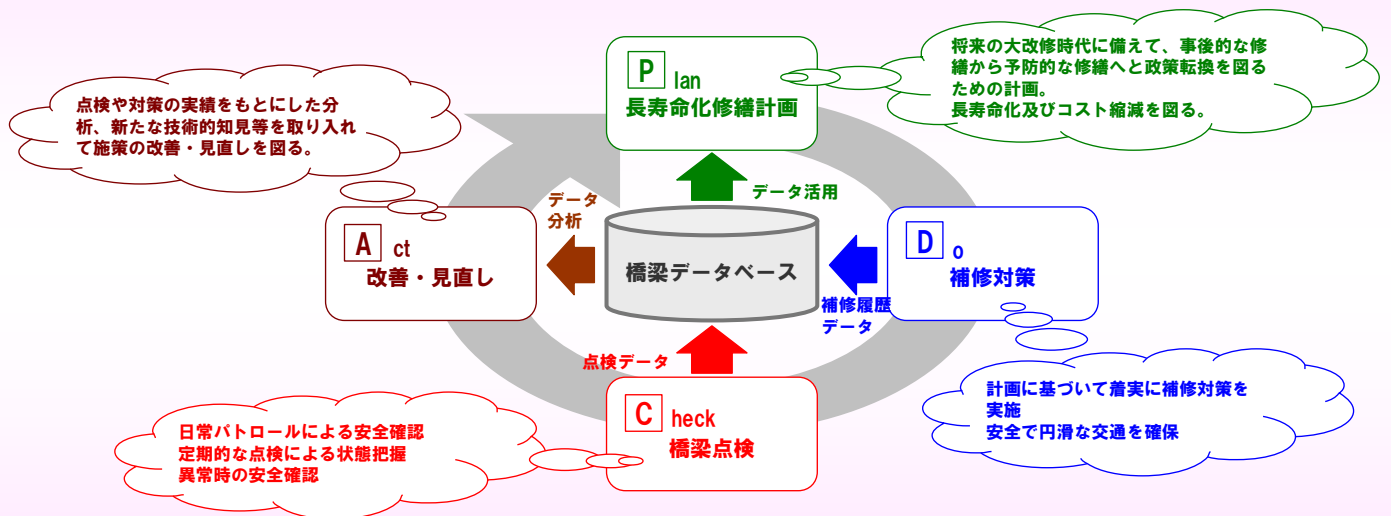 将来の大改修時代に備えて、事後的な修
繕から予防的な修繕へと政策転換を図る
ための計画。
長寿命化及びコスト縮減を図る。
P lan
長寿命化修繕計画
点検や対策の実績をもとにした分
析、新たな技術的知見等を取り入れ
て施策の改善・見直しを図る。
データ活用
データ
分析
A ct
改善・見直し
橋梁データベース
D o
補修対策
補修履歴
データ
点検データ
C heck
橋梁点検
計画に基づいて着実に補修対策を
実施
安全で円滑な交通を確保
日常パトロールによる安全確認
定期的な点検による状態把握
異常時の安全確認